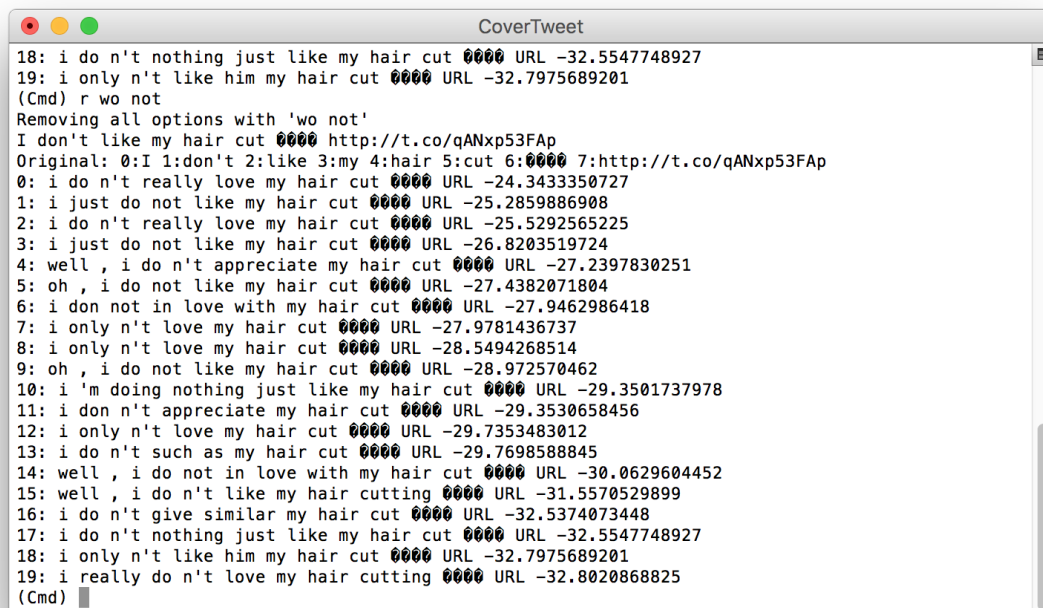 CoverTweet
18: i do n't nothing just like my hair cut ���� URL -32.5547748927
19: i only n't like him my hair cut ���� URL -32.7975689201
(Cmd) r wo not
Removing all options with 'wo not'
I don't like my hair cut ���� http://t.co/qANxp53FAp
Original: 0:I 1:don't 2:like 3:my 4:hair 5:cut 6:���� 7:http://t.co/qANxp53FAp
0: i do n't really love my hair cut ���� URL -24.3433350727
1: i just do not like my hair cut ���� URL -25.2859886908
2: i do n't really love my hair cut ���� URL -25.5292565225
3: i just do not like my hair cut ���� URL -26.8203519724
4: well , i do n't appreciate my hair cut ���� URL -27.2397830251
5: oh , i do not like my hair cut ���� URL -27.4382071804
6: i don not in love with my hair cut ���� URL -27.9462986418
7: i only n't love my hair cut ���� URL -27.9781436737
8: i only n't love my hair cut ���� URL -28.5494268514
9: oh , i do not like my hair cut ���� URL -28.972570462
10: i 'm doing nothing just like my hair cut ���� URL -29.3501737978
11: i don n't appreciate my hair cut ���� URL -29.3530658456
12: i only n't love my hair cut ���� URL -29.7353483012
13: i do n't such as my hair cut ���� URL -29.7698588845
14: well , i do not in love with my hair cut ���� URL -30.0629604452
15: well , i do n't like my hair cutting ���� URL -31.5570529899
16: i do n't give similar my hair cut ���� URL -32.5374073448
17: i do n't nothing just like my hair cut ���� URL -32.5547748927
18: i only n't like him my hair cut ���� URL -32.7975689201
19: i really do n't love my hair cutting ���� URL -32.8020868825
(Cmd)